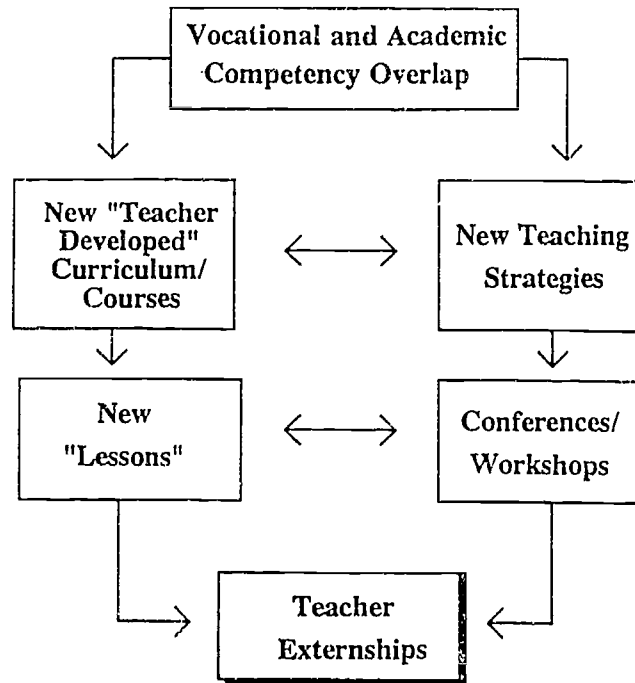 Vocational and Academic
Competency Overlap
New "Teacher
Developed"
Curriculum/
Courses
New Teaching
Strategies
New
"Lessons"
Conferences/
Workshops
Teacher
Externships